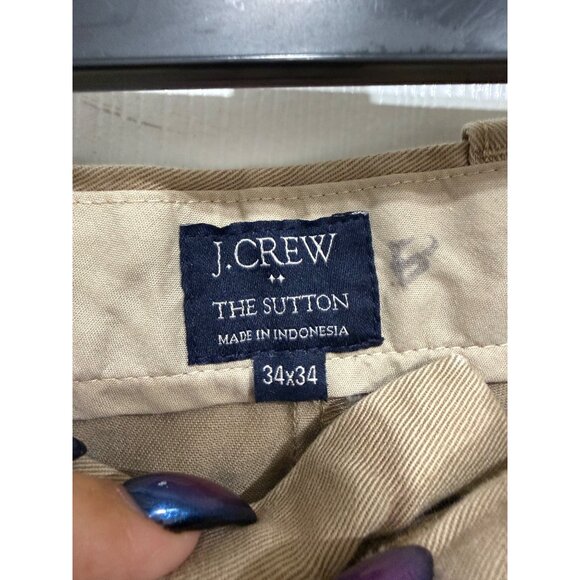 J.CREW
THE SUTTON
MADE IN INDONESIA
34x34